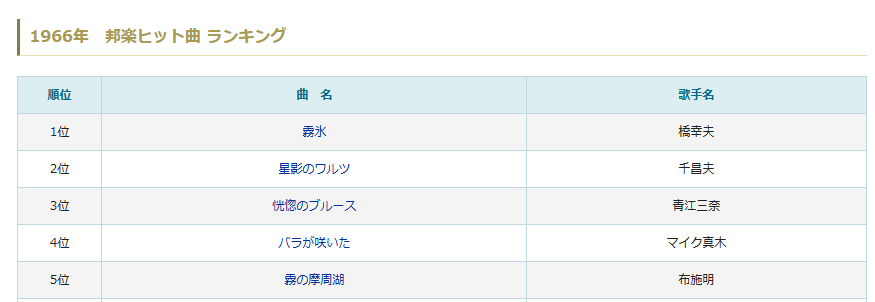 1966年　邦楽ヒット曲 ランキング
順位 曲　名 歌手名
1位 霧氷 橋幸夫
2位 星影のワルツ 千昌夫
3位 恍惚のブルース 青江三奈
4位 バラが咲いた マイク真木
5位 霧の摩周湖 布施明